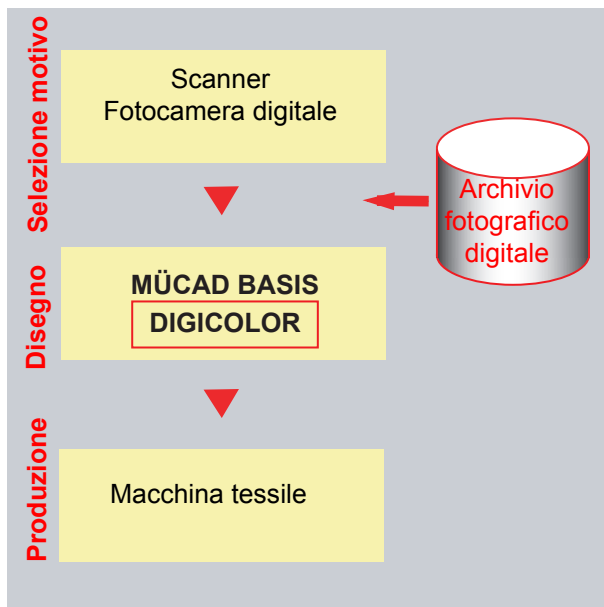 Selezione motivo
Scanner
Fotocamera digitale
Archivio
fotografico
digitale
Disegno
MÜCAD BASIS
DIGICOLOR
Produzione
Macchina tessile